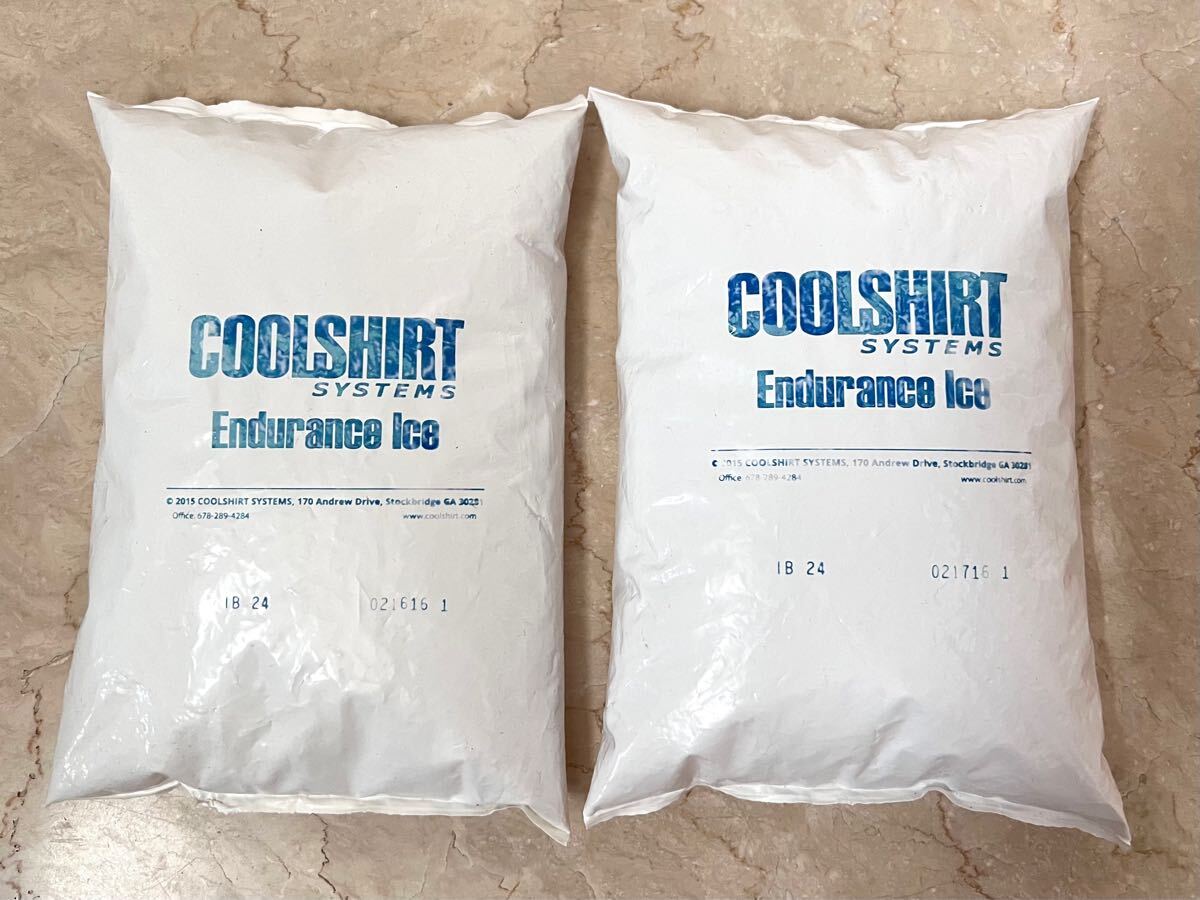 COOLSHIRT
SYSTEMS
Endurance Ice
© 2015 COOLSHIRT SYSTEMS, 170 Andrew Drive, Stockbridge GA 30281
Office: 678-289-4284 www.coolshirt.com
IB 24 021616 1
COOLSHIRT
SYSTEMS
Endurance Ice
© 2015 COOLSHIRT SYSTEMS, 170 Andrew Drive, Stockbridge GA 30281
Office 678-289-4284 www.coolshirt.com
IB 24 021716 1